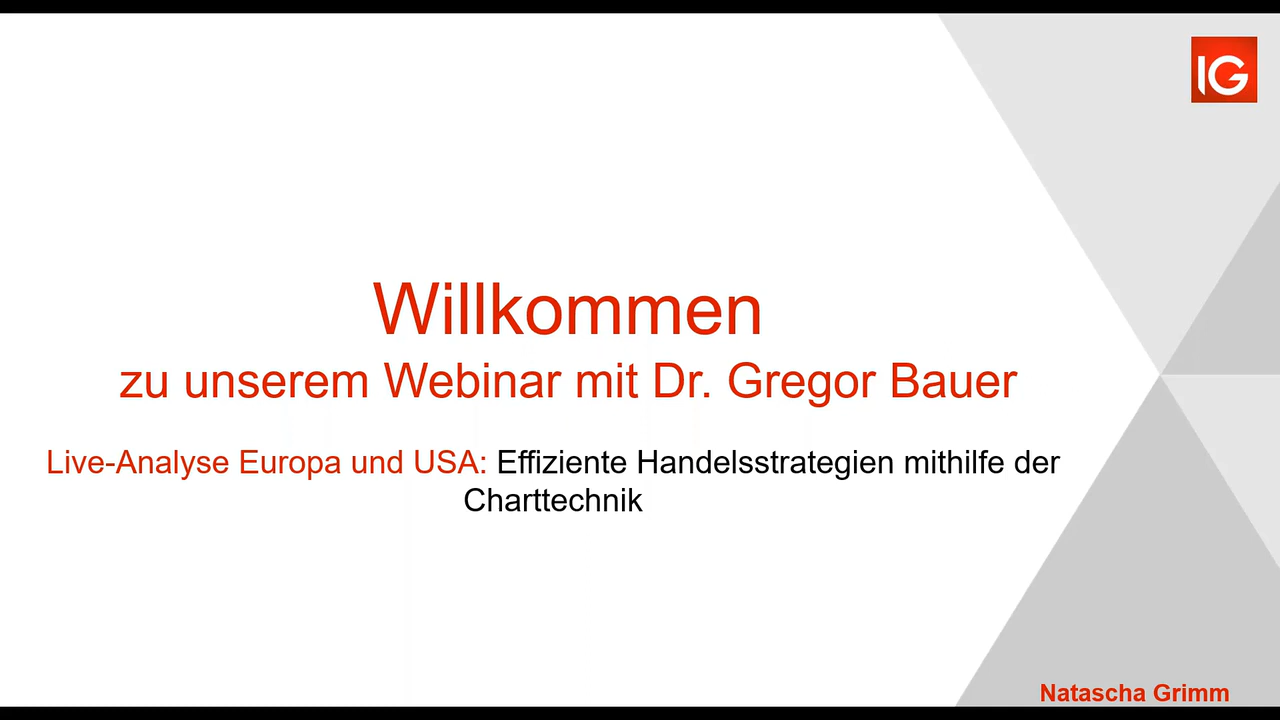 IG
Willkommen
zu unserem Webinar mit Dr. Gregor Bauer
Live-Analyse Europa und USA: Effiziente Handelsstrategien mithilfe der
Charttechnik
Natascha Grimm